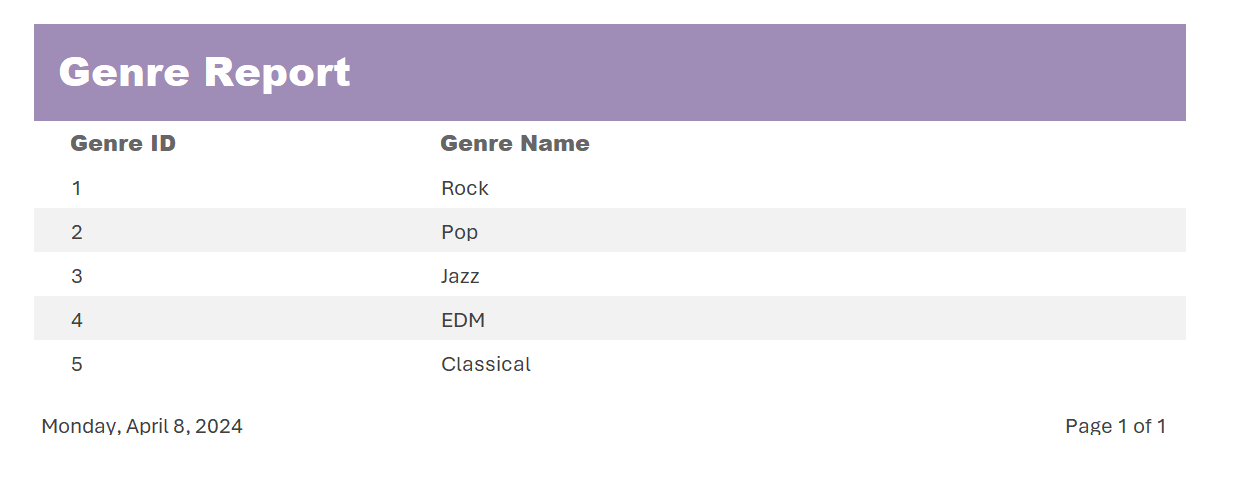 Genre Report
Genre ID Genre Name
1 Rock
2 Pop
3 Jazz
4 EDM
5 Classical
Monday, April 8, 2024 Page 1 of 1